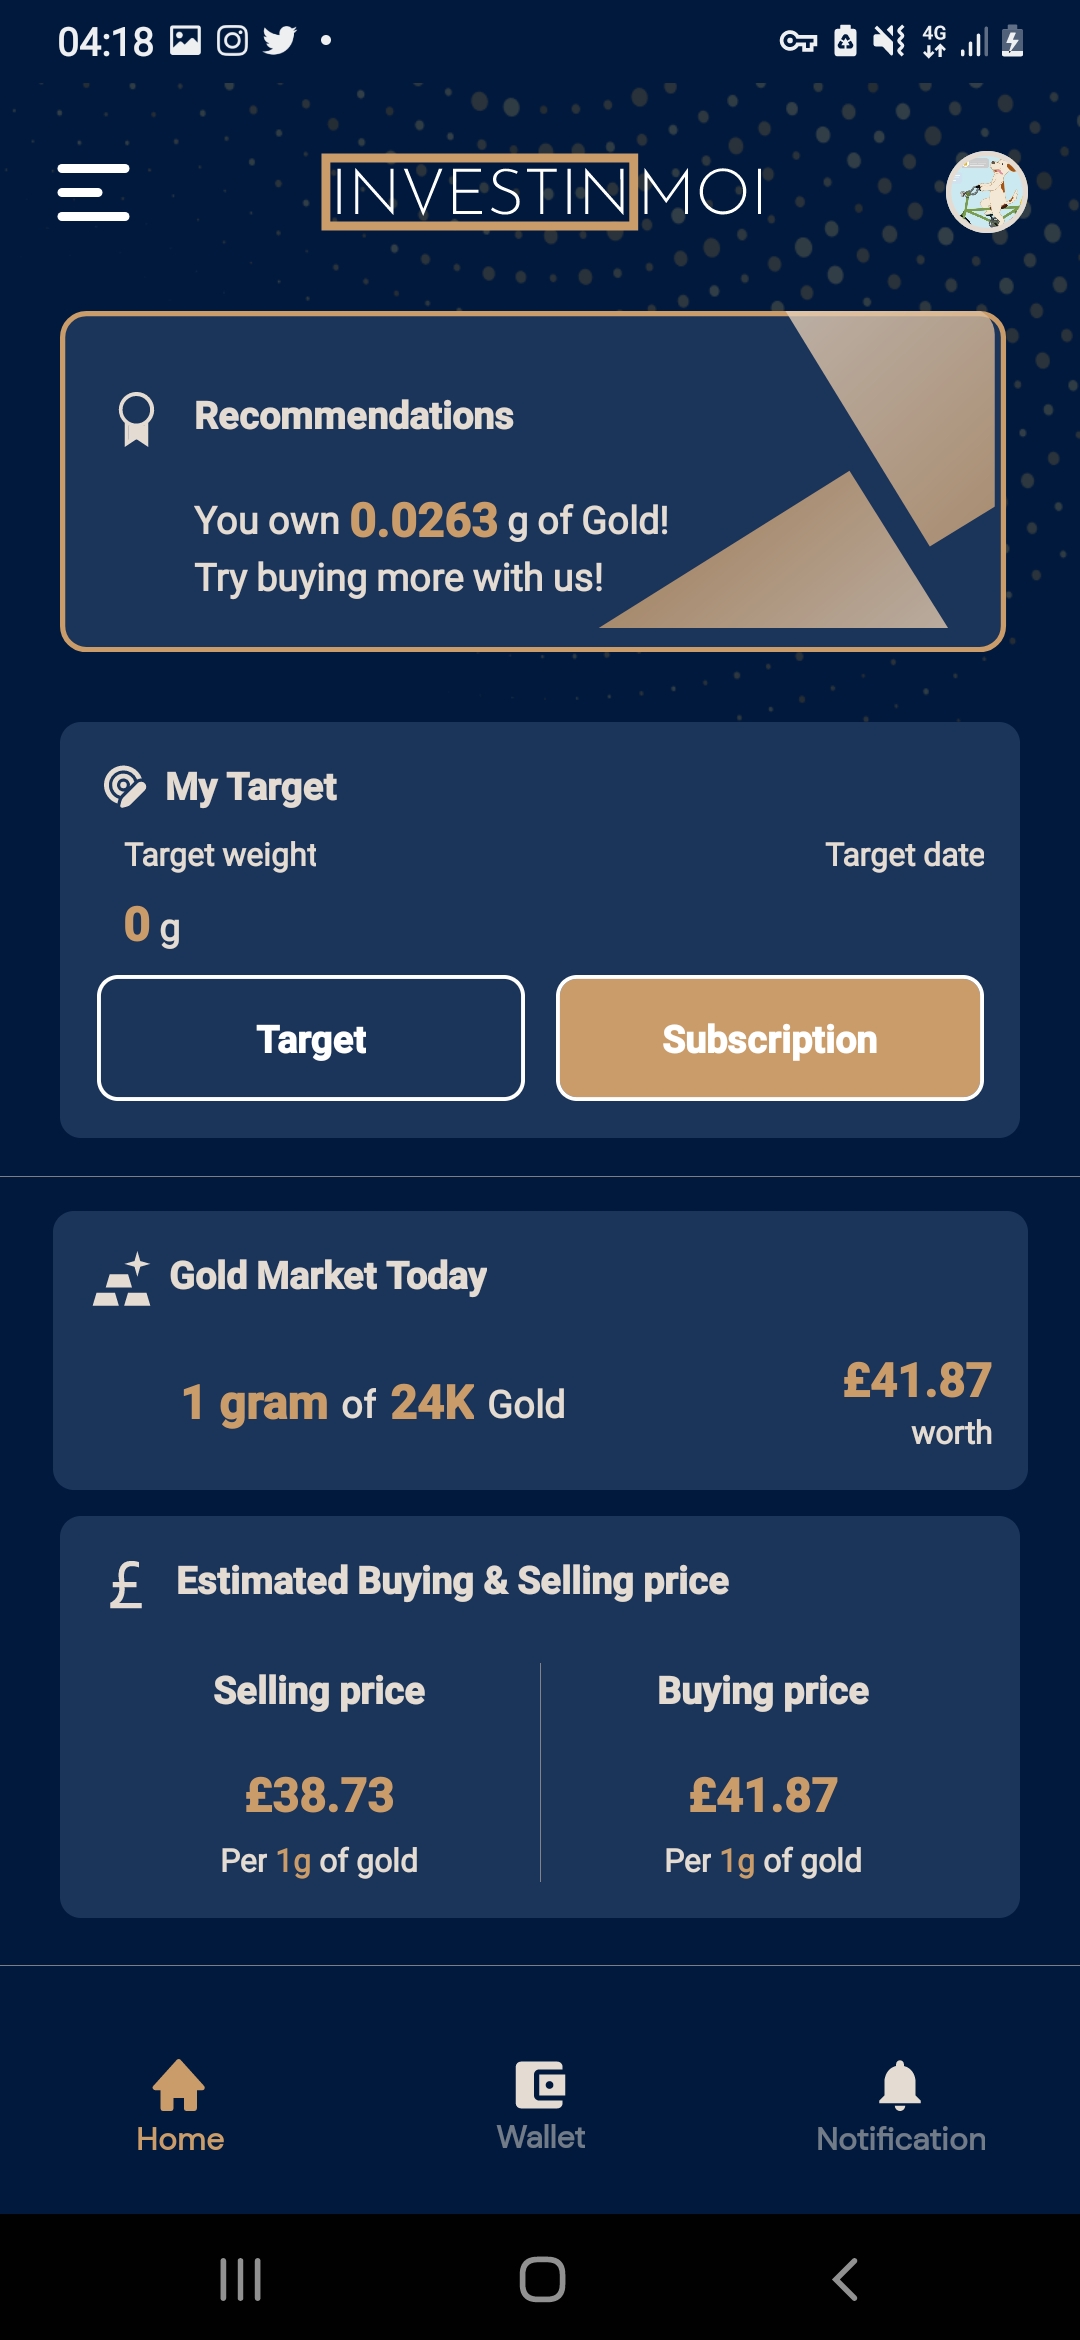 04:18
4G
INVESTINMOI
Recommendations
You own 0.0263 g of Gold!
Try buying more with us!
My Target
Target weight
Target date
0 g
Target
Subscription
Gold Market Today
1 gram of 24K Gold
£41.87
worth
£ Estimated Buying & Selling price
Selling price
Buying price
£38.73
£41.87
Per 1g of gold
Per 1g of gold
Home
Wallet
Notification